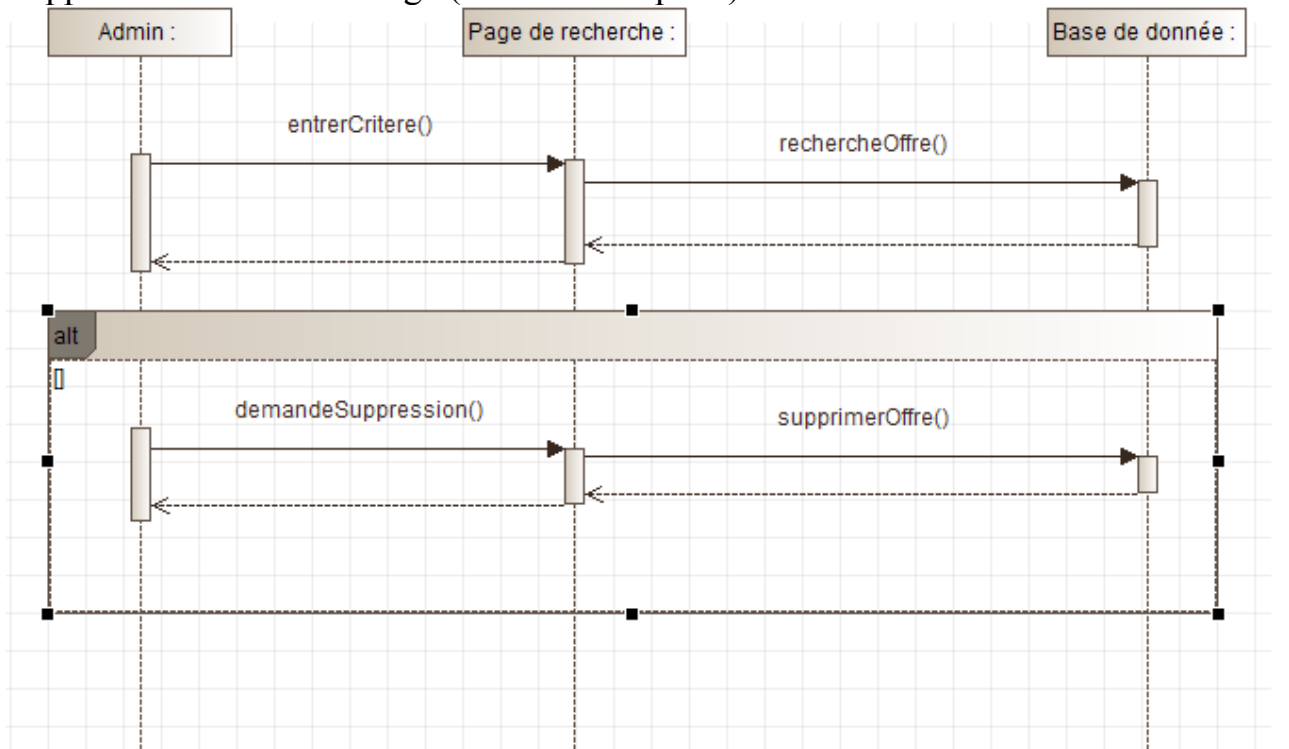 Admin :
Page de recherche :
Base de donnée :
entrerCritere()
rechercheOffre()
alt
[]
demandeSuppression()
supprimerOffre()